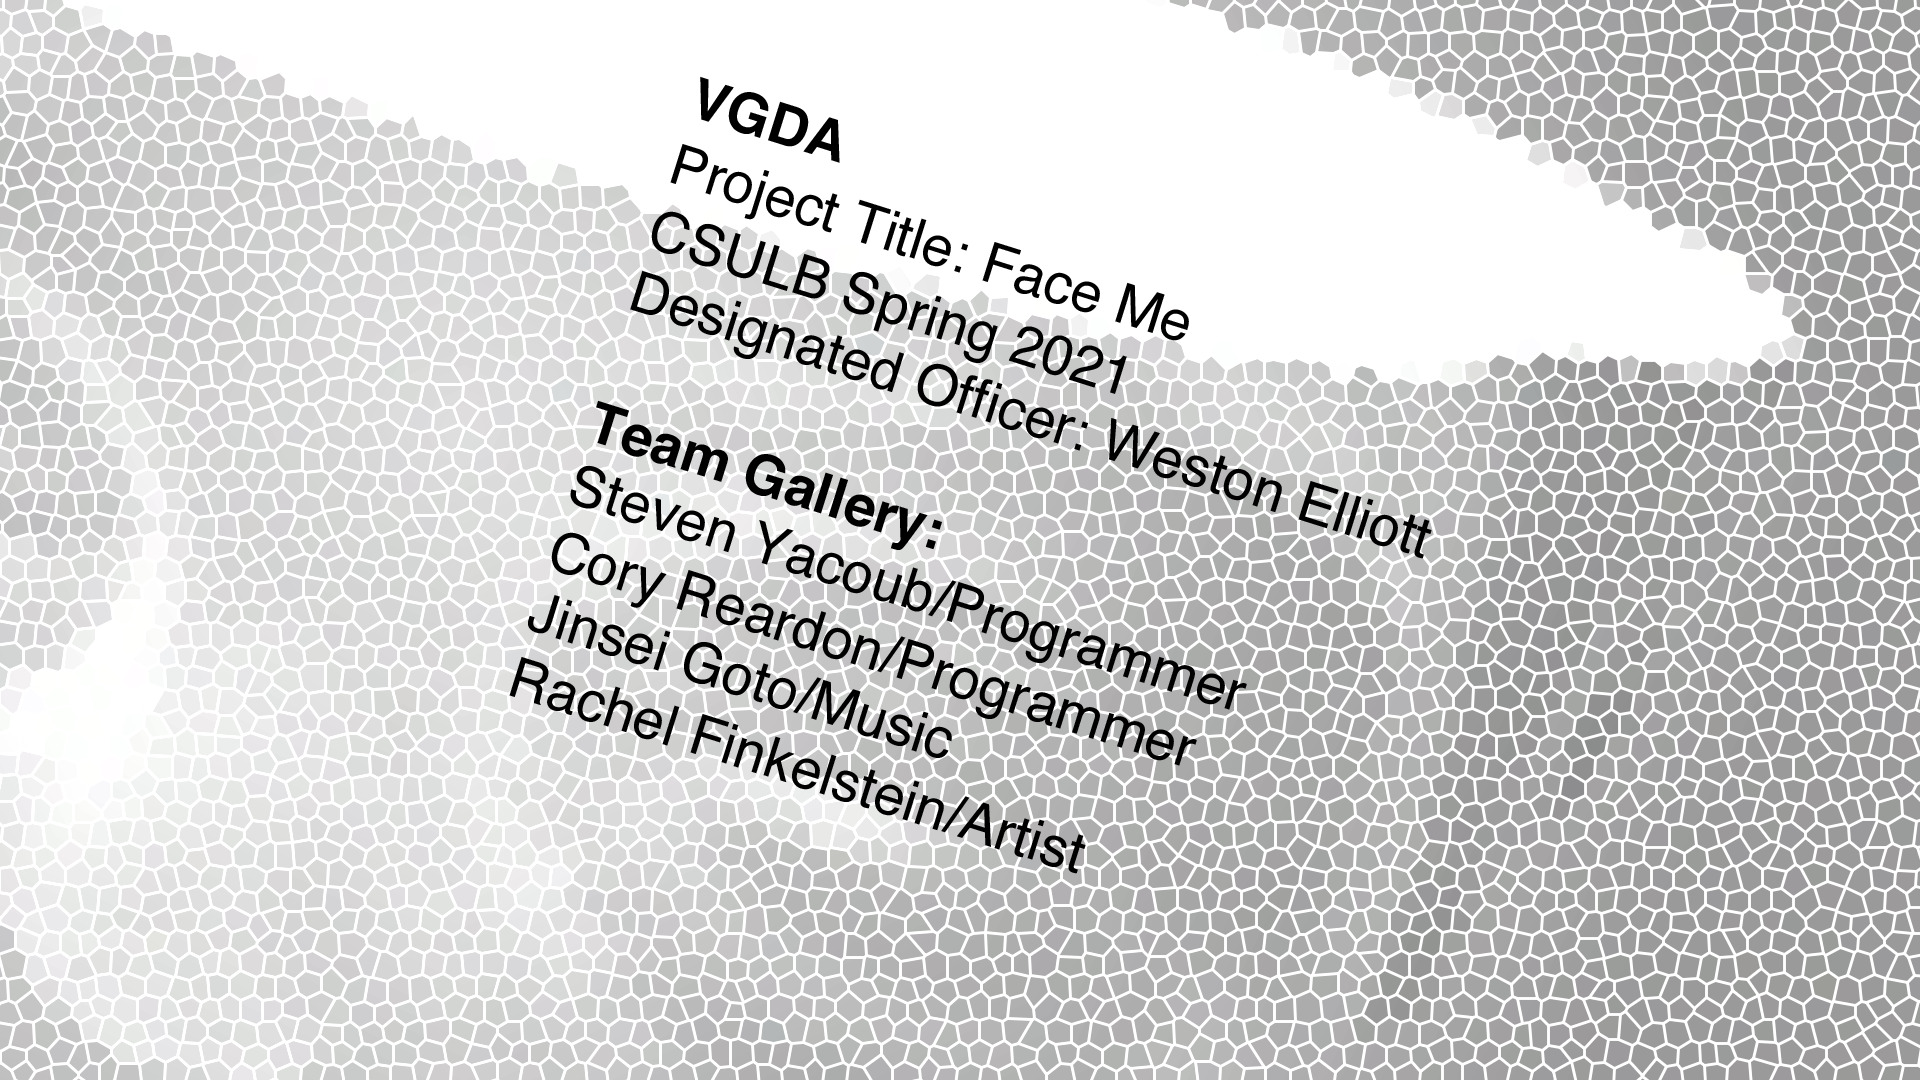 VGDA
Project Title: Face Me
CSULB Spring 2021
Designated Officer: Weston Elliott
Team Gallery:
Steven Yacoub/Programmer
Cory Reardon/Programmer
Jinsei Goto/Music
Rachel Finkelstein/Artist